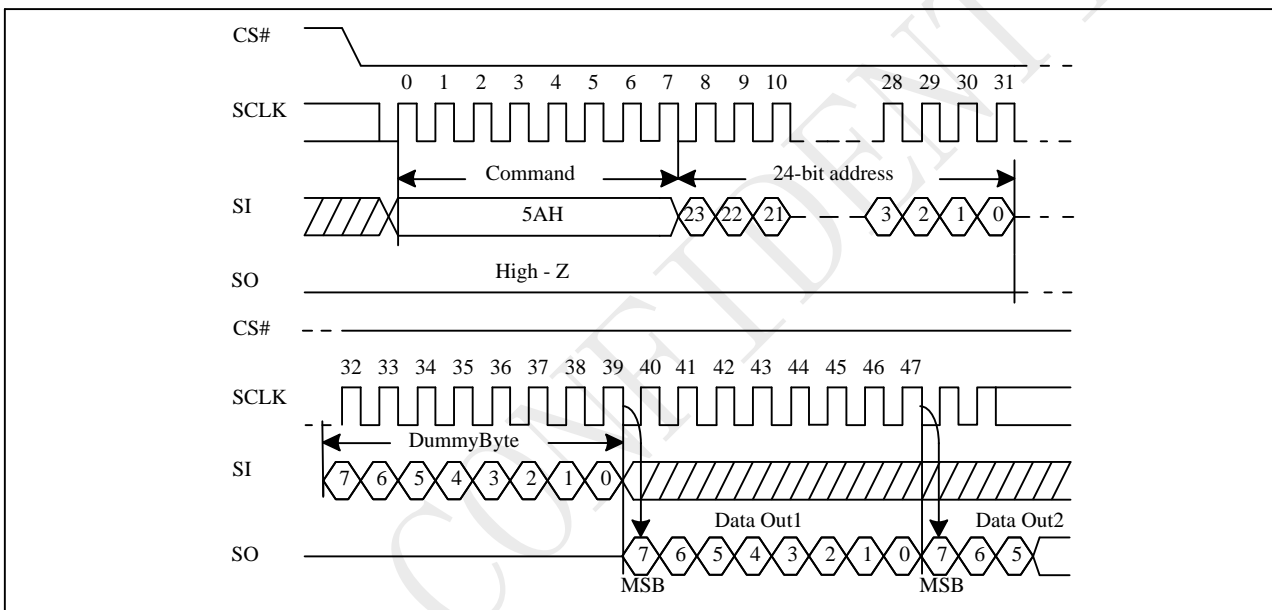 CS#
0 1 2 3 4 5 6 7 8 9 10 28 29 30 31
SCLK
Command 24-bit address
SI 5AH 23 22 21 3 2 1 0
High - Z
SO
CS#
32 33 34 35 36 37 38 39 40 41 42 43 44 45 46 47
SCLK
DummyByte
SI 7 6 5 4 3 2 1 0
Data Out1 Data Out2
SO 7 6 5 4 3 2 1 0 7 6 5
MSB MSB
CONFIDENT